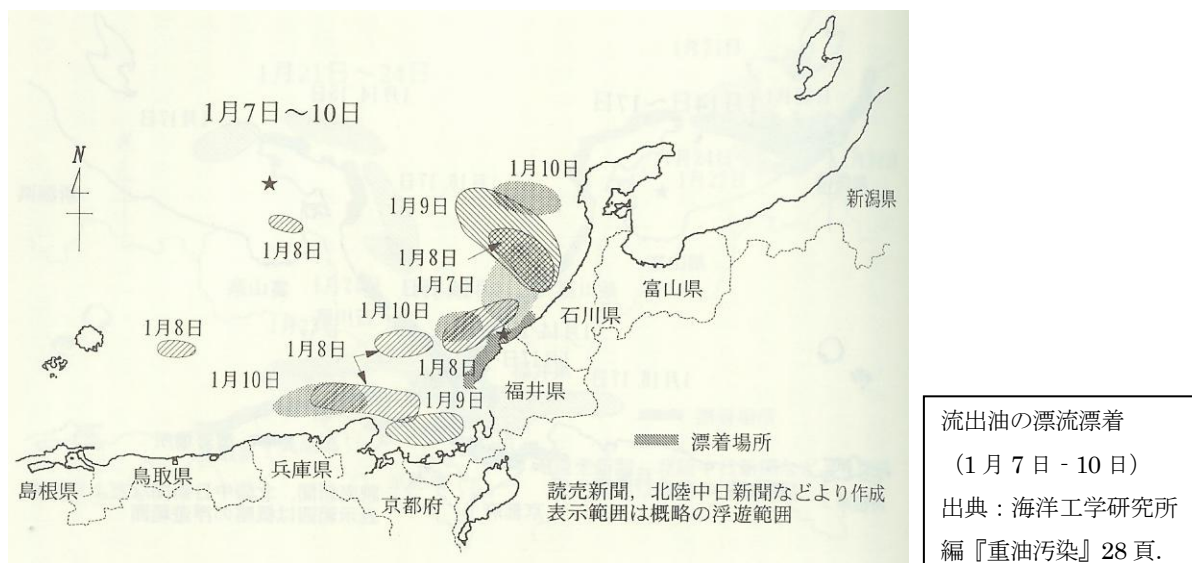 1月7日～10日
N
1月10日
1月9日
新潟県
1月8日
1月8日
1月7日
富山県
1月10日
石川県
1月8日
1月8日
1月8日
1月10日
福井県
1月9日
漂着場所
鳥取県
兵庫県
島根県
京都府
読売新聞，北陸中日新聞などより作成
表示範囲は概略の浮遊範囲
流出油の漂流漂着
（1 月 7 日 - 10 日）
出典：海洋工学研究所
編『重油汚染』28 頁.